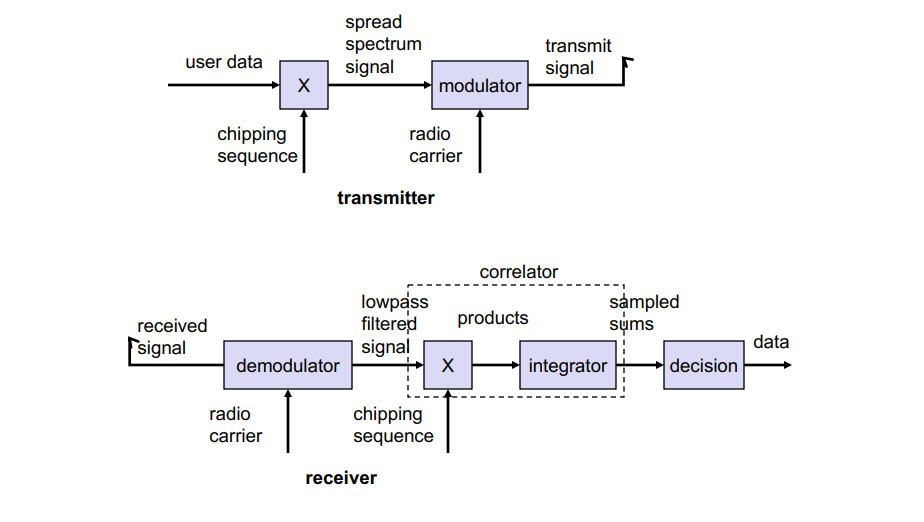 spread
spectrum
signal
user data
transmit
signal
X
modulator
chipping
sequence
radio
carrier
transmitter
correlator
lowpass
filtered
signal
products
sampled
sums
received
signal
data
demodulator
X
integrator
decision
radio
carrier
chipping
sequence
receiver